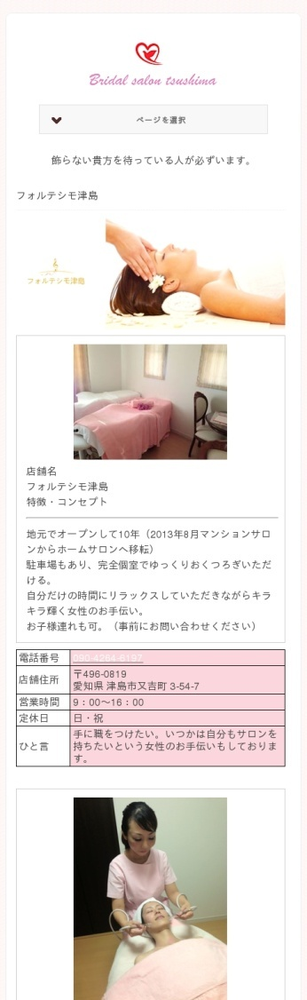 Bridal salon tsushima
ページを選択
飾らない貴方を待っている人が必ずいます。
フォルテシモ津島
フォルテシモ津島
店舗名
フォルテシモ津島
特徴・コンセプト
地元でオープンして10年（2013年8月マンションサロ
ンからホームサロンへ移転）
駐車場もあり、完全個室でゆっくりおくつろぎいただ
ける。
自分だけの時間にリラックスしていただきながらキラ
キラ輝く女性のお手伝い。
お子様連れも可。（事前にお問い合わせください）
電話番号 090-4264-6197
店舗住所 〒496-0819
愛知県 津島市又吉町 3-54-7
営業時間 9：00～16：00
定休日 日・祝
ひと言 手に職をつけたい。いつかは自分もサロンを
持ちたいという女性のお手伝いもしておりま
す。